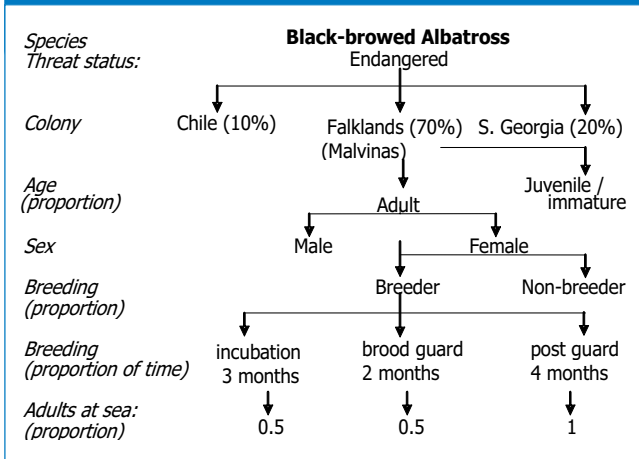 Species Black-browed Albatross
Threat status: Endangered
Colony Chile (10%) Falklands (70%) S. Georgia (20%)
(Malvinas)
Age Juvenile /
(proportion) Adult immature
Sex Male Female
Breeding Breeder Non-breeder
(proportion)
Breeding incubation brood guard post guard
(proportion of time) 3 months 2 months 4 months
Adults at sea:
(proportion) 0.5 0.5 1